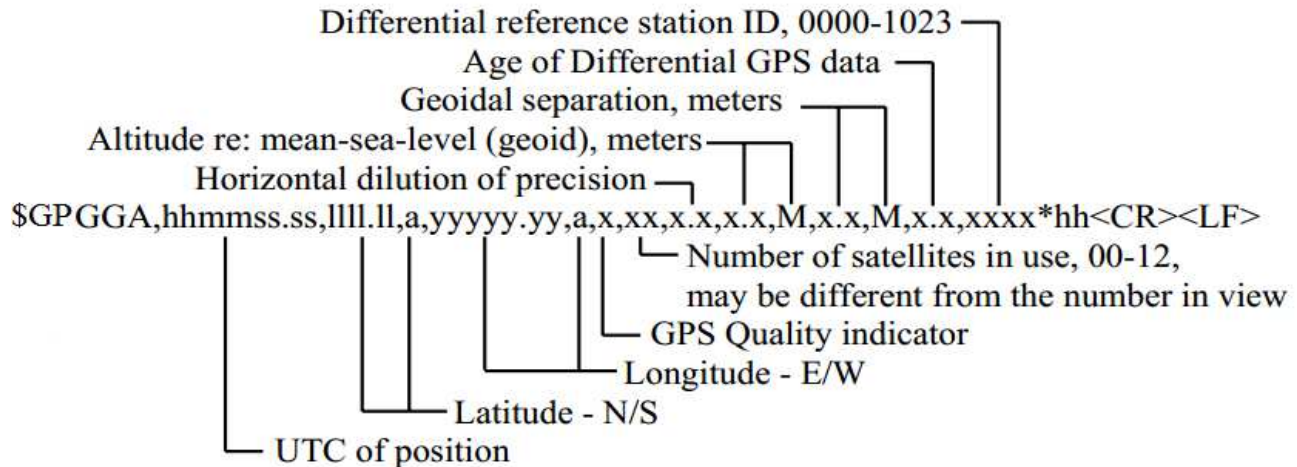 Differential reference station ID, 0000-1023
Age of Differential GPS data
Geoidal separation, meters
Altitude re: mean-sea-level (geoid), meters
Horizontal dilution of precision
$GPGGA,hhmmss.ss,llll.ll,a,yyyyy.yy,a,x,xx,x.x,x.x,M,x.x,M,x.x,xxxx*hh<CR><LF>
Number of satellites in use, 00-12,
may be different from the number in view
GPS Quality indicator
Longitude - E/W
Latitude - N/S
UTC of position